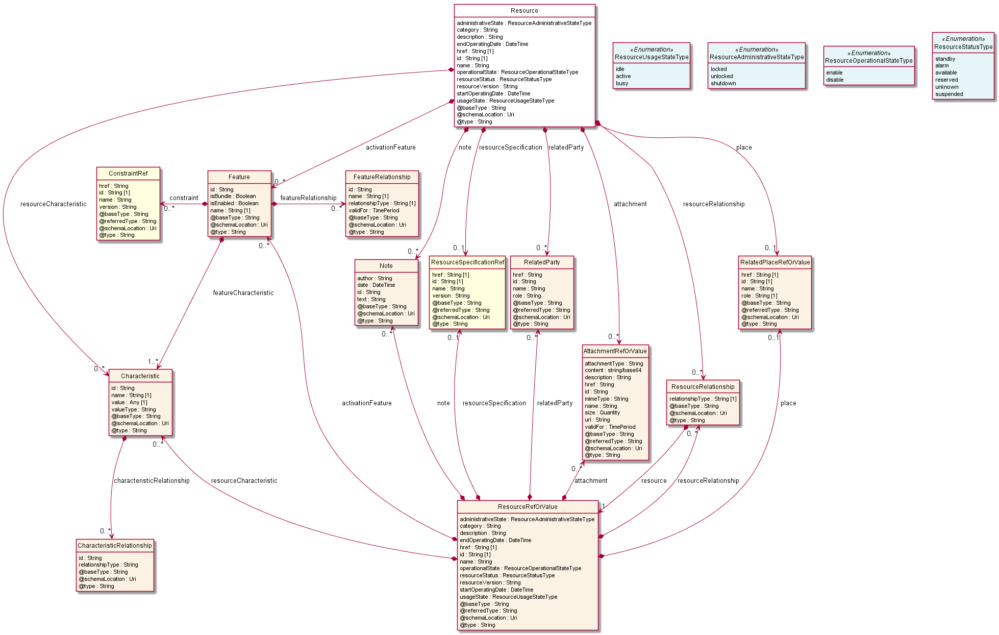 Resource
administrativeState : ResourceAdministrativeStateType
category : String
description : String
endOperatingDate : DateTime
href : String [1]
id : String [1]
name : String
operationalState : ResourceOperationalStateType
resourceStatus : ResourceStatusType
resourceVersion : String
startOperatingDate : DateTime
usageState : ResourceUsageStateType
@baseType : String
@schemaLocation : Uri
@type : String
«Enumeration»
ResourceUsageStateType
idle
active
busy
«Enumeration»
ResourceAdministrativeStateType
locked
unlocked
shutdown
«Enumeration»
ResourceOperationalStateType
enable
disable
«Enumeration»
ResourceStatusType
standby
alarm
available
reserved
unknown
suspended
activationFeature
note
resourceSpecification
relatedParty
place
0..*
ConstraintRef
href : String
id : String [1]
name : String
version : String
@baseType : String
@referredType : String
@schemaLocation : Uri
@type : String
constraint
0..*
Feature
id : String
isBundle : Boolean
isEnabled : Boolean
name : String [1]
@baseType : String
@schemaLocation : Uri
@type : String
featureRelationship
0..*
FeatureRelationship
id : String
name : String [1]
relationshipType : String [1]
validFor : TimePeriod
@baseType : String
@schemaLocation : Uri
@type : String
resourceCharacteristic
attachment
resourceRelationship
0..*
0..*
0..1
0..*
0..1
Note
author : String
date : DateTime
id : String
text : String
@baseType : String
@schemaLocation : Uri
@type : String
ResourceSpecificationRef
href : String [1]
id : String [1]
name : String
version : String
@baseType : String
@referredType : String
@schemaLocation : Uri
@type : String
RelatedParty
href : String
id : String
name : String
role : String
@baseType : String
@referredType : String
@schemaLocation : Uri
@type : String
RelatedPlaceRefOrValue
href : String [1]
id : String [1]
name : String
role : String [1]
@baseType : String
@referredType : String
@schemaLocation : Uri
@type : String
featureCharacteristic
0..*
0..1
0..*
0..*
0..1
0..*
1..*
0..*
Characteristic
id : String
name : String [1]
value : Any [1]
valueType : String
@baseType : String
@schemaLocation : Uri
@type : String
AttachmentRefOrValue
attachmentType : String
content : string/base64
description : String
href : String
id : String
mimeType : String
name : String
size : Quantity
url : String
validFor : TimePeriod
@baseType : String
@referredType : String
@schemaLocation : Uri
@type : String
ResourceRelationship
relationshipType : String [1]
@baseType : String
@schemaLocation : Uri
@type : String
activationFeature
note
resourceSpecification
relatedParty
place
0..*
0..*
0..*
characteristicRelationship
resourceCharacteristic
attachment
resource
resourceRelationship
1
0..*
CharacteristicRelationship
id : String
relationshipType : String
@baseType : String
@schemaLocation : Uri
@type : String
ResourceRefOrValue
administrativeState : ResourceAdministrativeStateType
category : String
description : String
endOperatingDate : DateTime
href : String [1]
id : String [1]
name : String
operationalState : ResourceOperationalStateType
resourceStatus : ResourceStatusType
resourceVersion : String
startOperatingDate : DateTime
usageState : ResourceUsageStateType
@baseType : String
@referredType : String
@schemaLocation : Uri
@type : String